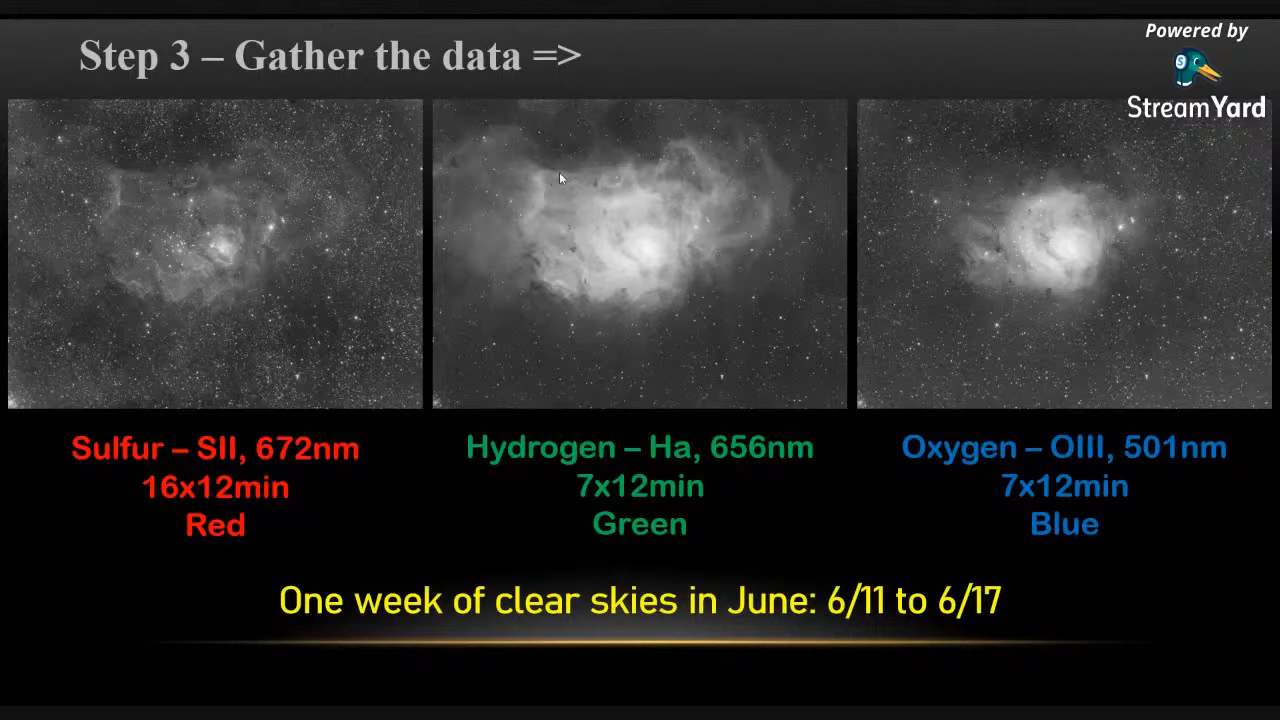 Powered by
StreamYard
Step 3 – Gather the data =>
Sulfur – SII, 672nm
16x12min
Red
Hydrogen – Ha, 656nm
7x12min
Green
Oxygen – OIII, 501nm
7x12min
Blue
One week of clear skies in June: 6/11 to 6/17